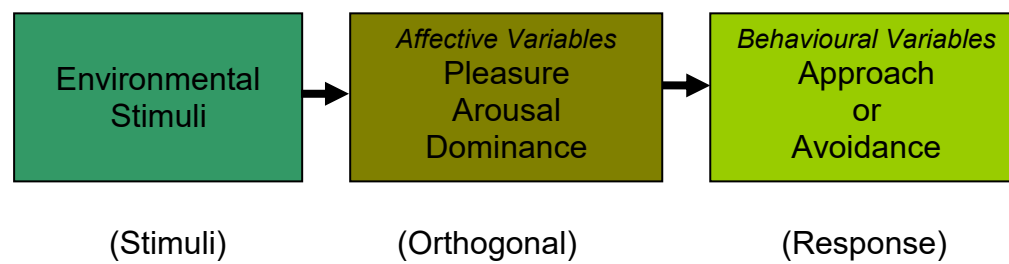 Environmental
Stimuli
Affective Variables
Pleasure
Arousal
Dominance
Behavioural Variables
Approach
or
Avoidance
(Stimuli)
(Orthogonal)
(Response)